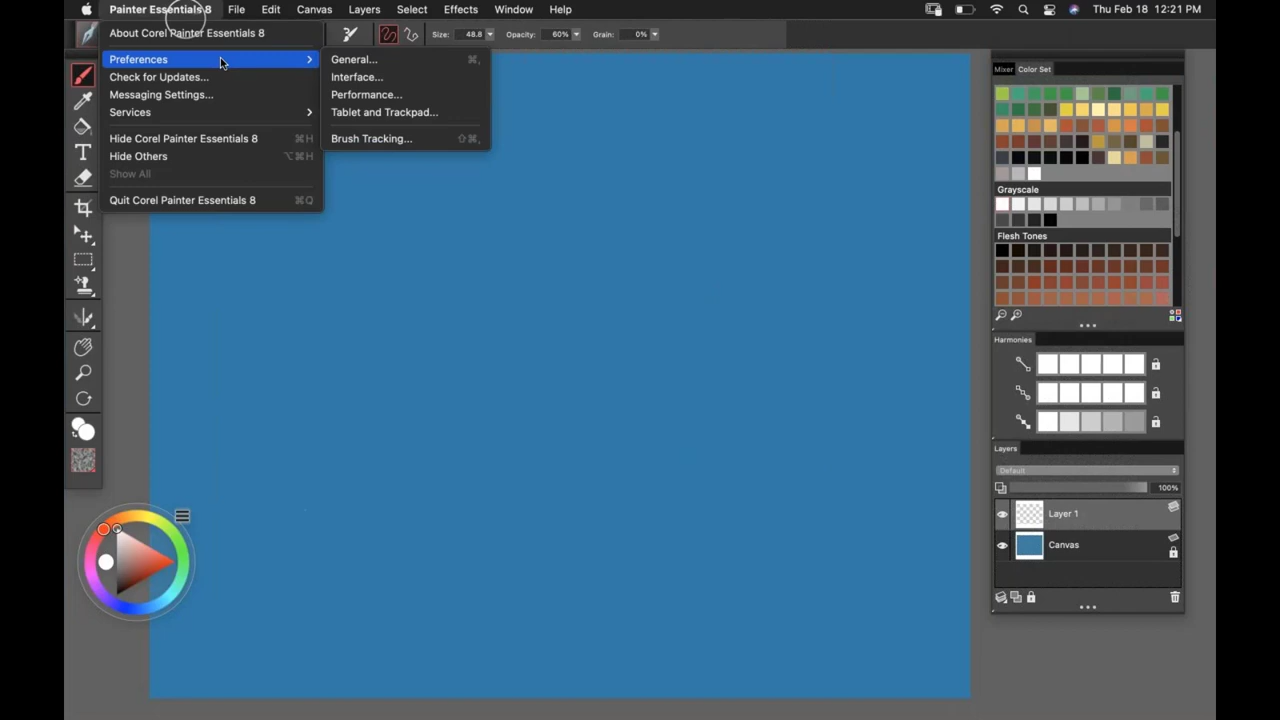 Painter Essentials 8 File Edit Canvas Layers Select Effects Window Help Thu Feb 18 12:21 PM
Size: 48.8 Opacity: 60% Grain: 0%
About Corel Painter Essentials 8
Preferences
Check for Updates...
Messaging Settings...
Services
Hide Corel Painter Essentials 8 ⌘H
Hide Others ⌥⌘H
Show All
Quit Corel Painter Essentials 8 ⌘Q
General... ⌘,
Interface...
Performance...
Tablet and Trackpad...
Brush Tracking... ⇧⌘,
T
Mixer Color Set
Grayscale
Flesh Tones
Harmonies
Layers
Default
100%
Layer 1
Canvas